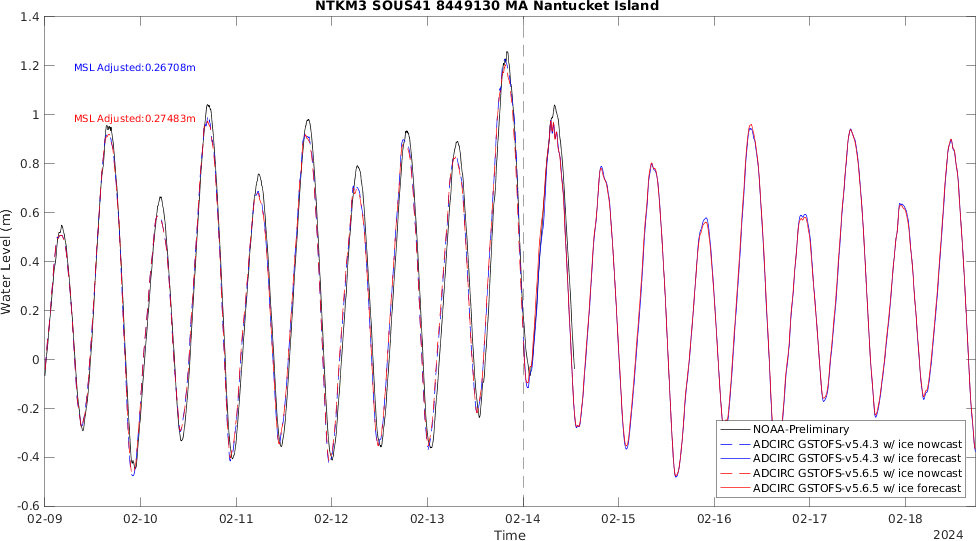 NTKM3 SOUS41 8449130 MA Nantucket Island
1.4
1.2
1
0.8
0.6
0.4
0.2
0
-0.2
-0.4
-0.6
Water Level (m)
MSL Adjusted:0.26708m
MSL Adjusted:0.27483m
NOAA-Preliminary
ADCIRC GSTOFS-v5.4.3 w/ ice nowcast
ADCIRC GSTOFS-v5.4.3 w/ ice forecast
ADCIRC GSTOFS-v5.6.5 w/ ice nowcast
ADCIRC GSTOFS-v5.6.5 w/ ice forecast
02-09 02-10 02-11 02-12 02-13 02-14 02-15 02-16 02-17 02-18
Time
2024